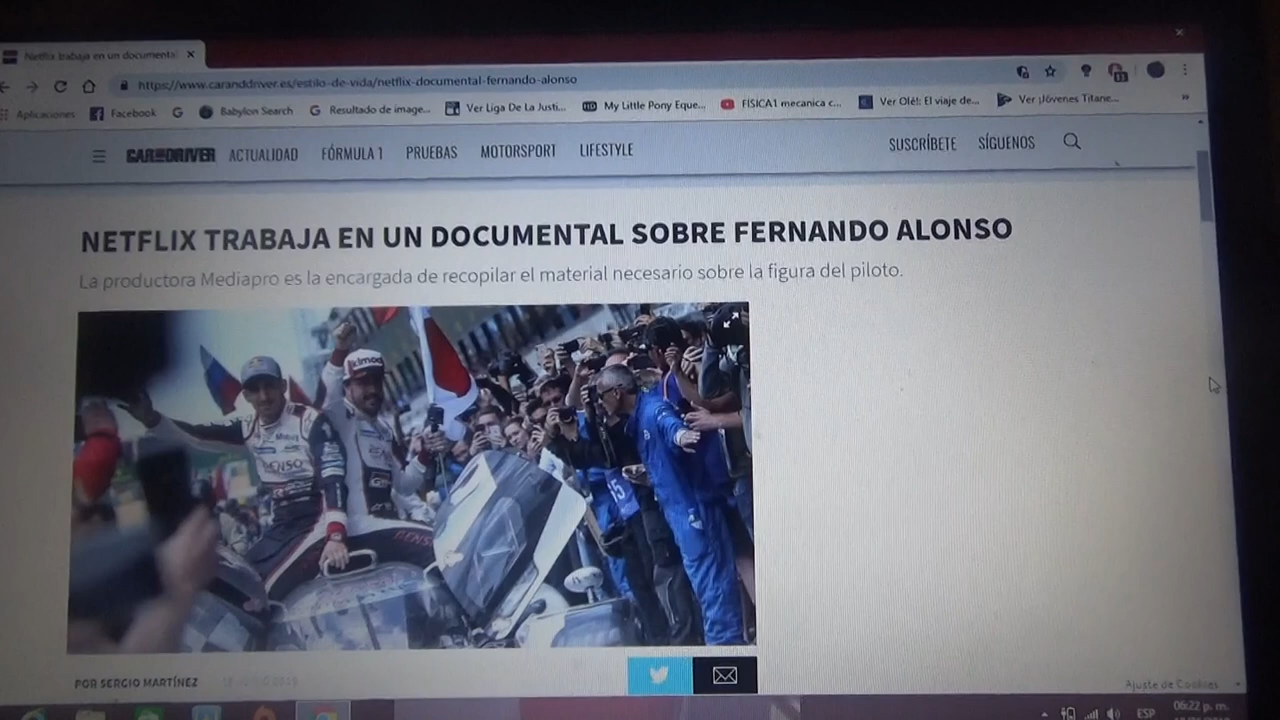 Netflix trabaja en un documenta
https://www.caranddriver.es/estilo-de-vida/netflix-documental-fernando-alonso
Aplicaciones Facebook Babylon Search Resultado de image... Ver Liga De La Justi... My Little Pony Eque... FÍSICA1 mecanica c... Ver Olé!: El viaje de... Ver ¡Jóvenes Titane...
CAR AND DRIVER ACTUALIDAD FÓRMULA 1 PRUEBAS MOTORSPORT LIFESTYLE SUSCRÍBETE SÍGUENOS
NETFLIX TRABAJA EN UN DOCUMENTAL SOBRE FERNANDO ALONSO
La productora Mediapro es la encargada de recopilar el material necesario sobre la figura del piloto.
DENSO
POR SERGIO MARTÍNEZ
Ajuste de Cookies
ESP 06:22 p. m.